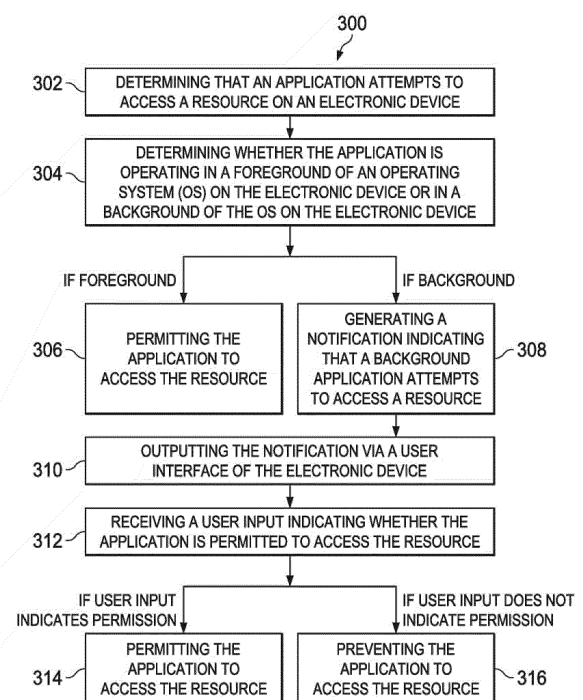 300
302
DETERMINING THAT AN APPLICATION ATTEMPTS TO
ACCESS A RESOURCE ON AN ELECTRONIC DEVICE
304
DETERMINING WHETHER THE APPLICATION IS
OPERATING IN A FOREGROUND OF AN OPERATING
SYSTEM (OS) ON THE ELECTRONIC DEVICE OR IN A
BACKGROUND OF THE OS ON THE ELECTRONIC DEVICE
IF FOREGROUND
IF BACKGROUND
306
PERMITTING THE
APPLICATION TO
ACCESS THE RESOURCE
GENERATING A
NOTIFICATION INDICATING
THAT A BACKGROUND
APPLICATION ATTEMPTS
TO ACCESS A RESOURCE
308
310
OUTPUTTING THE NOTIFICATION VIA A USER
INTERFACE OF THE ELECTRONIC DEVICE
312
RECEIVING A USER INPUT INDICATING WHETHER THE
APPLICATION IS PERMITTED TO ACCESS THE RESOURCE
IF USER INPUT
INDICATES PERMISSION
IF USER INPUT DOES NOT
INDICATE PERMISSION
314
PERMITTING THE
APPLICATION TO
ACCESS THE RESOURCE
PREVENTING THE
APPLICATION TO
ACCESS THE RESOURCE
316